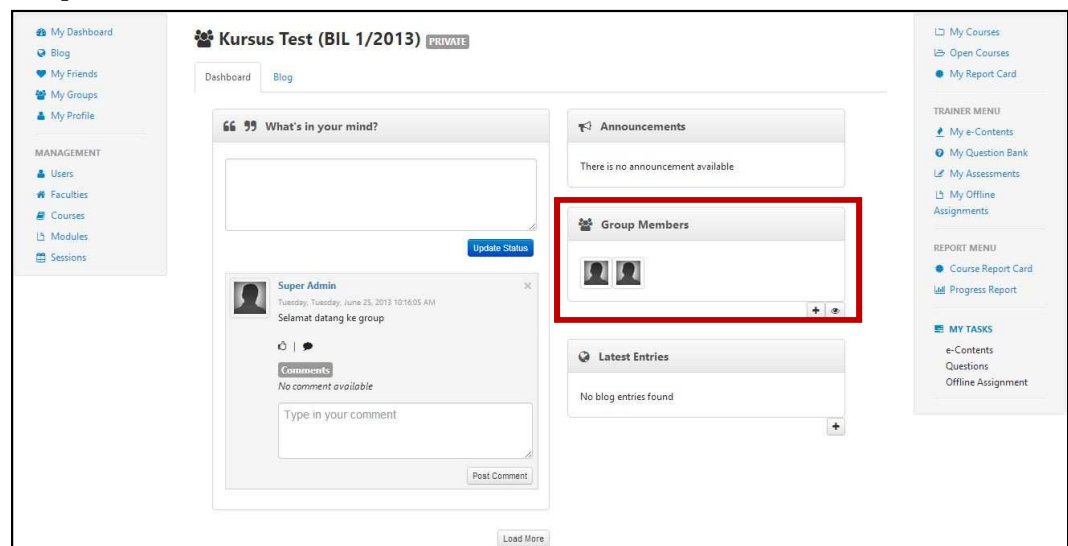 My Dashboard
Blog
My Friends
My Groups
My Profile
MANAGEMENT
Users
Faculties
Courses
Modules
Sessions
Kursus Test (BIL 1/2013) PRIVATE
Dashboard Blog
What's in your mind?
Update Status
Super Admin
Tuesday, Tuesday, June 25, 2013 10:16:05 AM
Selamat datang ke group
Comments
No comment available
Type in your comment
Post Comment
Load More
Announcements
There is no announcement available
Group Members
Latest Entries
No blog entries found
My Courses
Open Courses
My Report Card
TRAINER MENU
My e-Contents
My Question Bank
My Assessments
My Offline
Assignments
REPORT MENU
Course Report Card
Progress Report
MY TASKS
e-Contents
Questions
Offline Assignment